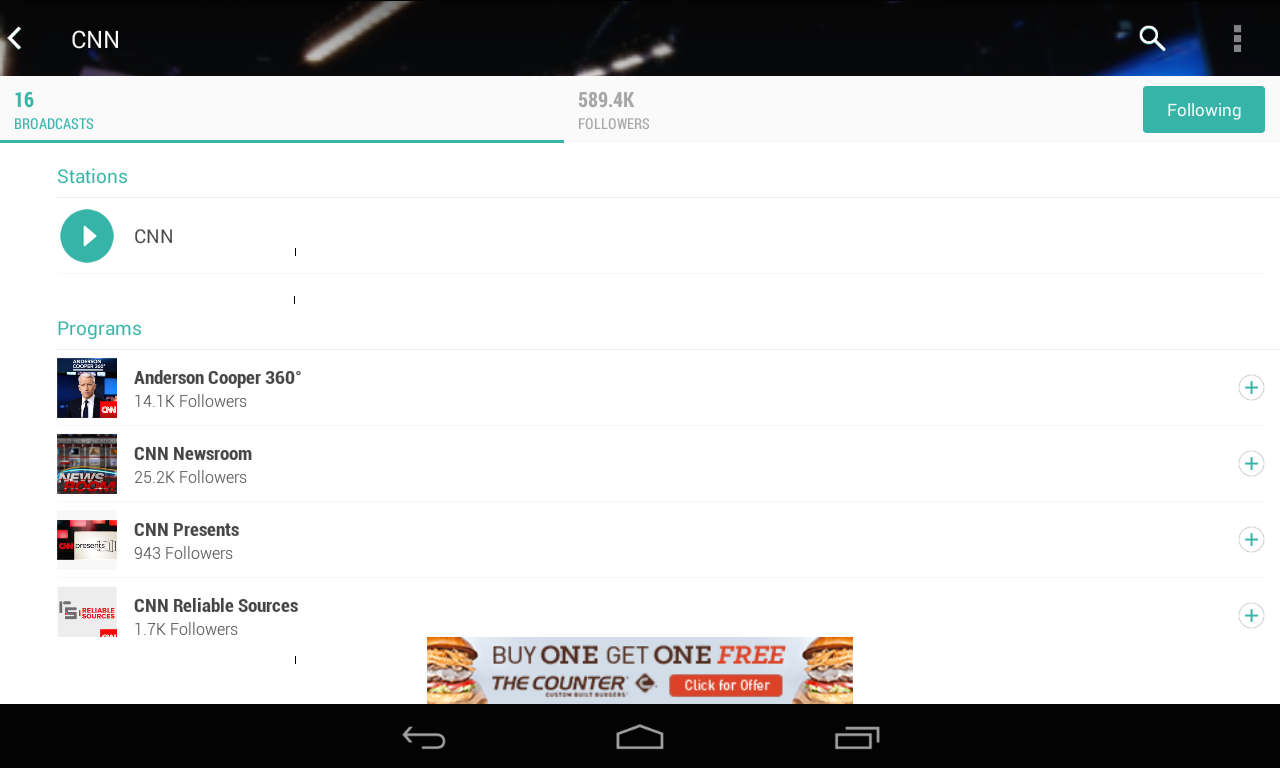 CNN
16
BROADCASTS
589.4K
FOLLOWERS
Following
Stations
CNN
Programs
ANDERSON
COOPER 360°
CNN
Anderson Cooper 360°
14.1K Followers
NEWS
ROOM
CNN Newsroom
25.2K Followers
CNN presents
CNN Presents
943 Followers
RS
RELIABLE
SOURCES
CNN Reliable Sources
1.7K Followers
BUY ONE GET ONE FREE
THE COUNTER
CUSTOM BUILT BURGERS
Click for Offer